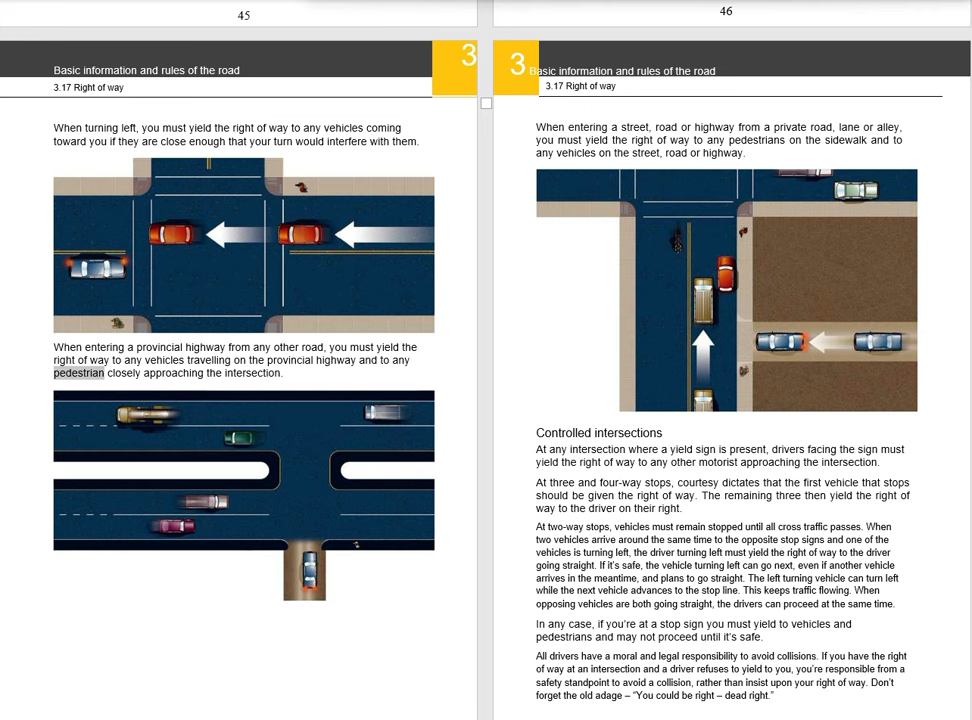 45
3
Basic information and rules of the road
3.17 Right of way
When turning left, you must yield the right of way to any vehicles coming
toward you if they are close enough that your turn would interfere with them.
When entering a provincial highway from any other road, you must yield the
right of way to any vehicles travelling on the provincial highway and to any
pedestrian closely approaching the intersection.
46
3
Basic information and rules of the road
3.17 Right of way
When entering a street, road or highway from a private road, lane or alley,
you must yield the right of way to any pedestrians on the sidewalk and to
any vehicles on the street, road or highway.
Controlled intersections
At any intersection where a yield sign is present, drivers facing the sign must
yield the right of way to any other motorist approaching the intersection.
At three and four-way stops, courtesy dictates that the first vehicle that stops
should be given the right of way. The remaining three then yield the right of
way to the driver on their right.
At two-way stops, vehicles must remain stopped until all cross traffic passes. When
two vehicles arrive around the same time to the opposite stop signs and one of the
vehicles is turning left, the driver turning left must yield the right of way to the driver
going straight. If it's safe, the vehicle turning left can go next, even if another vehicle
arrives in the meantime, and plans to go straight. The left turning vehicle can turn left
while the next vehicle advances to the stop line. This keeps traffic flowing. When
opposing vehicles are both going straight, the drivers can proceed at the same time.
In any case, if you're at a stop sign you must yield to vehicles and
pedestrians and may not proceed until it's safe.
All drivers have a moral and legal responsibility to avoid collisions. If you have the right
of way at an intersection and a driver refuses to yield to you, you're responsible from a
safety standpoint to avoid a collision, rather than insist upon your right of way. Don't
forget the old adage – “You could be right – dead right.”